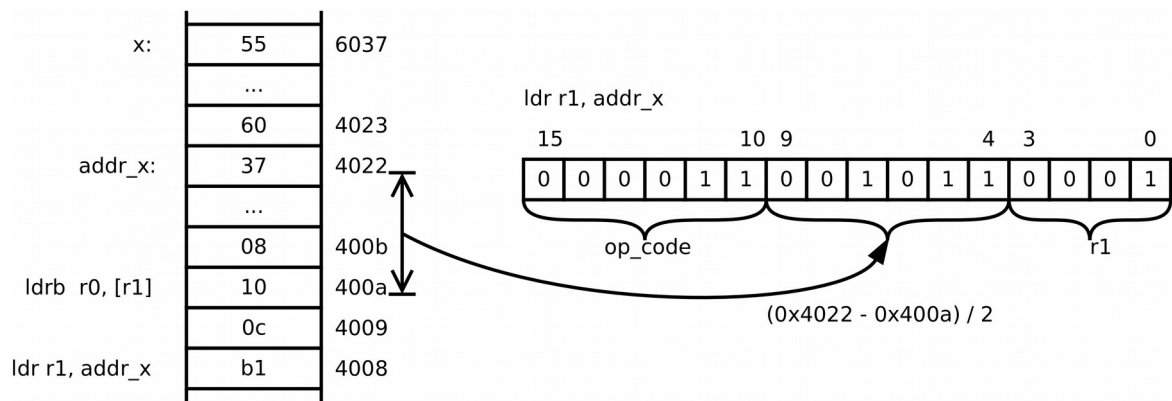 x: 55 6037
...
60 4023
addr_x: 37 4022
...
08 400b
ldrb r0, [r1] 10 400a
0c 4009
ldr r1, addr_x b1 4008
ldr r1, addr_x
15 10 9 4 3 0
0 0 0 0 1 1 0 0 1 0 1 1 0 0 0 1
op_code r1
(0x4022 - 0x400a) / 2